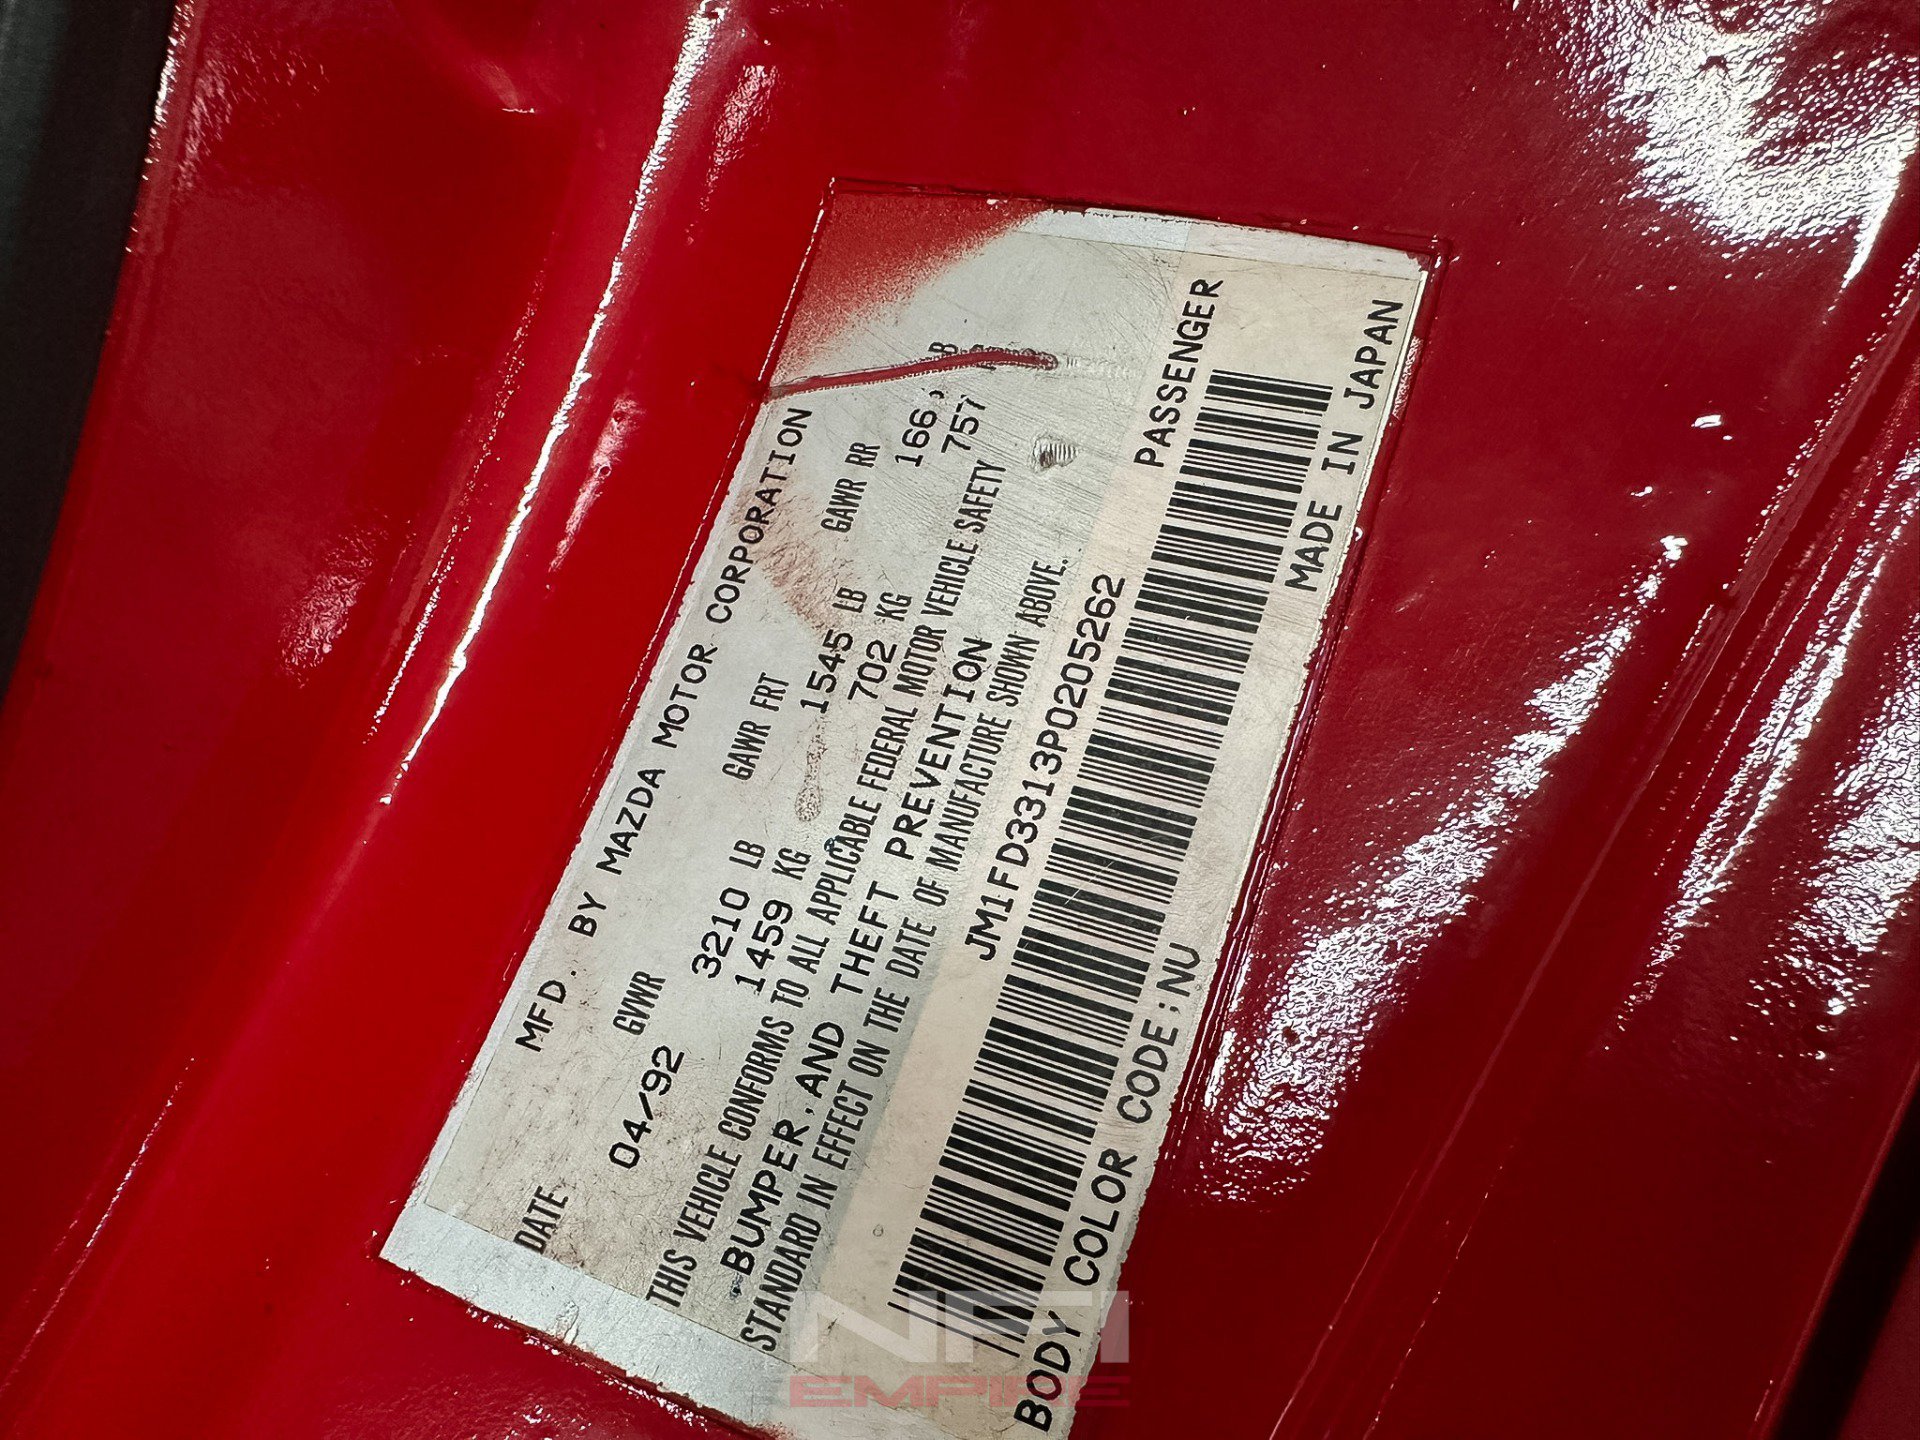 MFD. BY MAZDA MOTOR CORPORATION
DATE GVWR GAWR FRT GAWR RR
04/92 3210 LB 1545 LB 166
1459 KG 702 KG 757
THIS VEHICLE CONFORMS TO ALL APPLICABLE FEDERAL MOTOR VEHICLE SAFETY
BUMPER, AND THEFT PREVENTION
STANDARD IN EFFECT ON THE DATE OF MANUFACTURE SHOWN ABOVE.
JM1FD3313P0205262 PASSENGER
BODY COLOR CODE:NU MADE IN JAPAN
NFI
EMPIRE